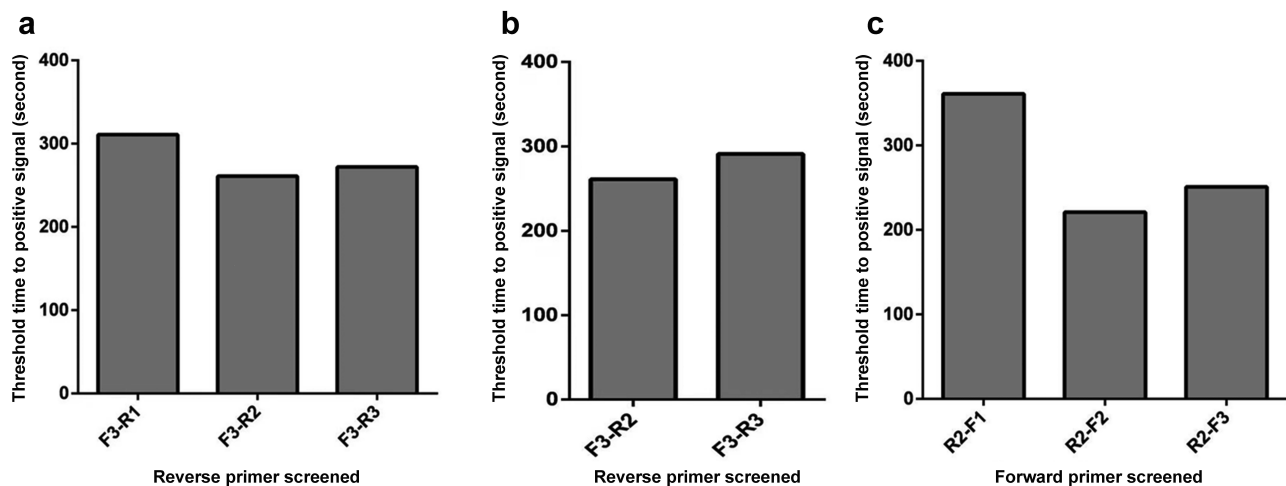 a
Threshold time to positive signal (second)
400
300
200
100
0
F3-R1
F3-R2
F3-R3
Reverse primer screened
b
Threshold time to positive signal (second)
400
300
200
100
0
F3-R2
F3-R3
Reverse primer screened
c
Threshold time to positive signal (second)
400
300
200
100
0
R2-F1
R2-F2
R2-F3
Forward primer screened